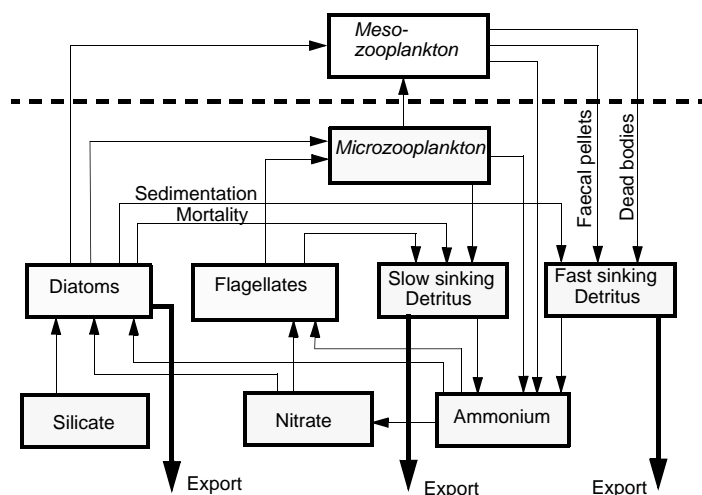 Meso-
zooplankton
Microzooplankton
Faecal pellets
Dead bodies
Sedimentation
Mortality
Diatoms
Flagellates
Slow sinking
Detritus
Fast sinking
Detritus
Silicate
Nitrate
Ammonium
Export
Export
Export